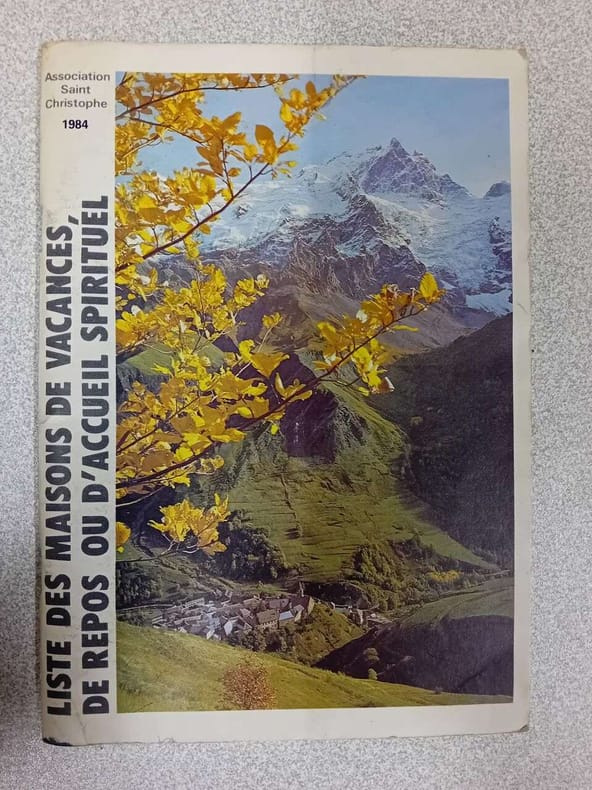 Association
Saint
Christophe
1984
LISTE DES MAISONS DE VACANCES,
DE REPOS OU D'ACCUEIL SPIRITUEL